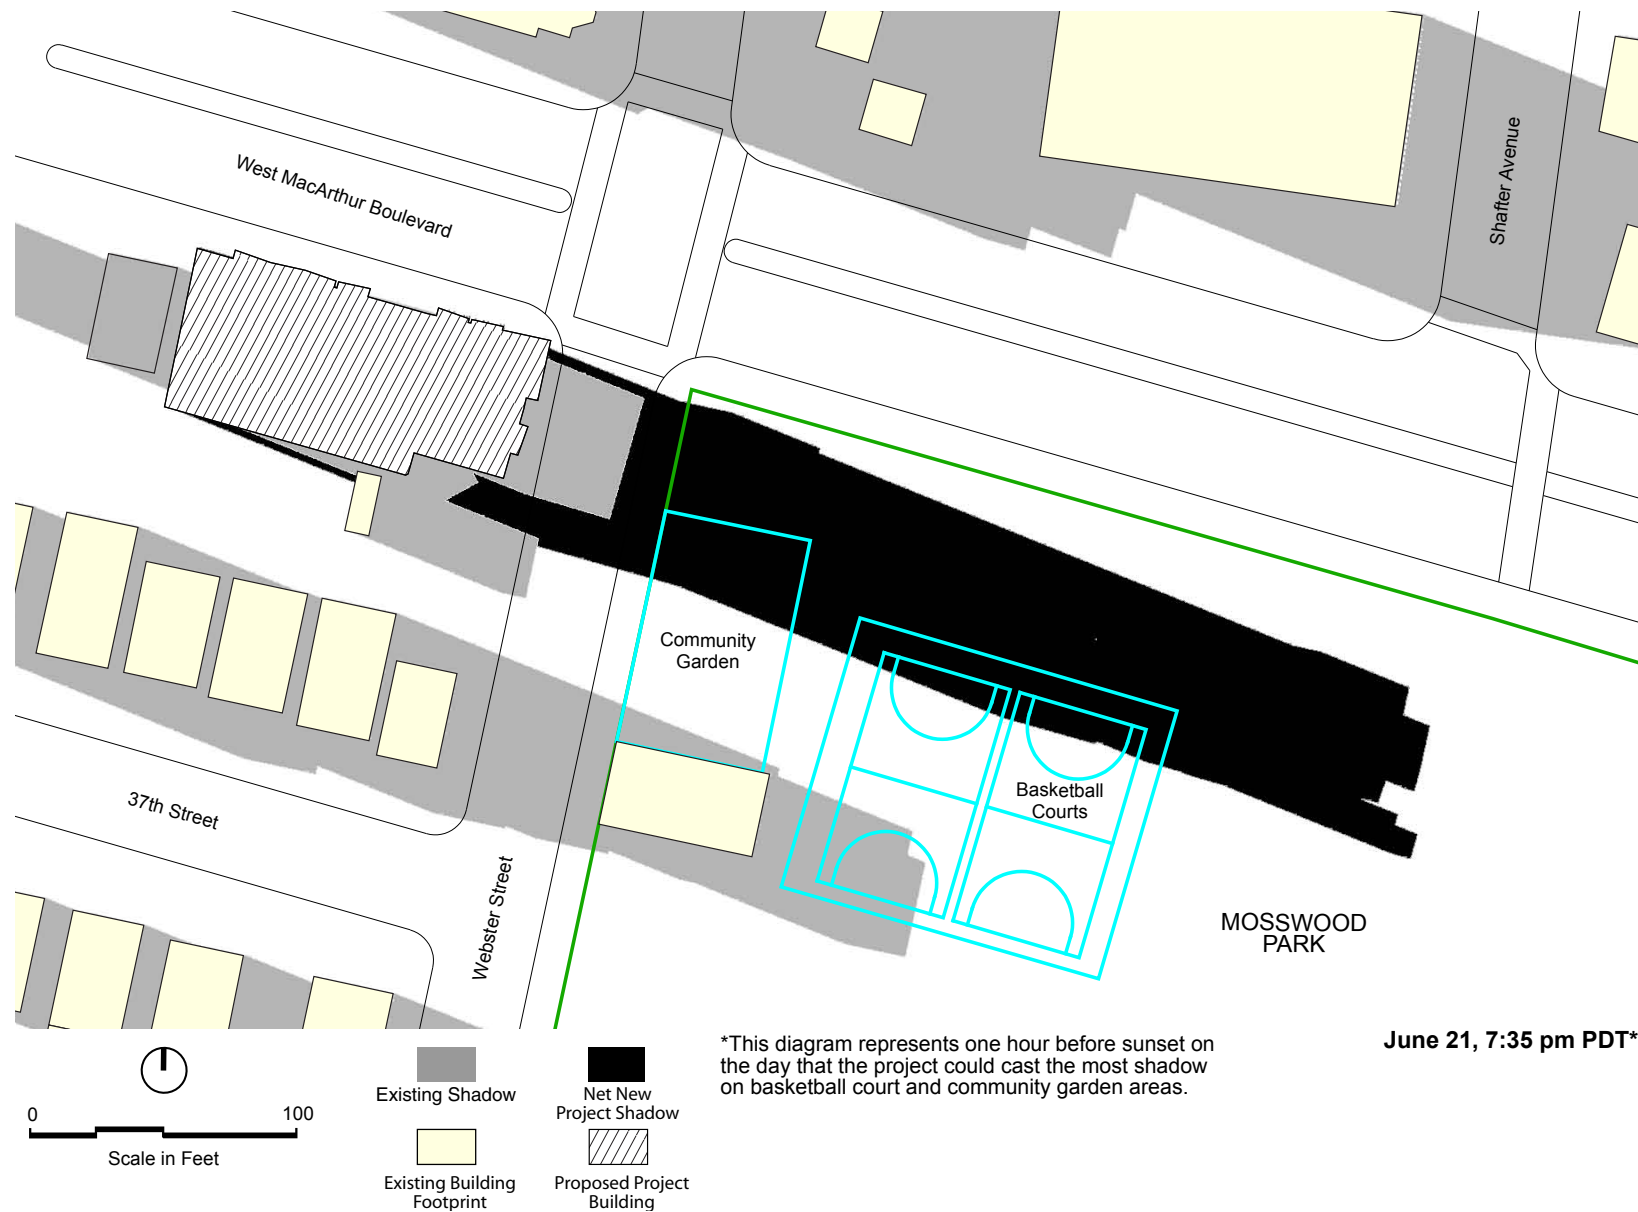 West MacArthur Boulevard
Shafter Avenue
Community
Garden
Basketball
Courts
37th Street
Webster Street
MOSSWOOD
PARK
June 21, 7:35 pm PDT*
*This diagram represents one hour before sunset on
the day that the project could cast the most shadow
on basketball court and community garden areas.
0 100
Scale in Feet
Existing Shadow
Net New
Project Shadow
Existing Building
Footprint
Proposed Project
Building